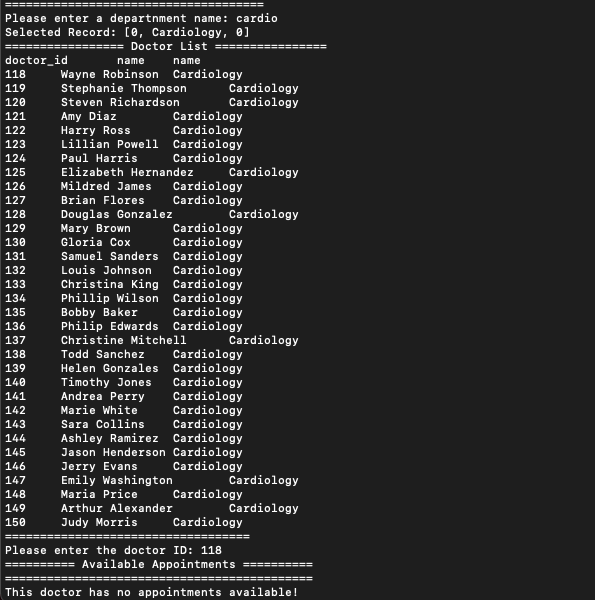 =====================================
Please enter a departnment name: cardio
Selected Record: [0, Cardiology, 0]
================= Doctor List ================
doctor_id	name	name
118	Wayne Robinson	Cardiology
119	Stephanie Thompson	Cardiology
120	Steven Richardson	Cardiology
121	Amy Diaz	Cardiology
122	Harry Ross	Cardiology
123	Lillian Powell	Cardiology
124	Paul Harris	Cardiology
125	Elizabeth Hernandez	Cardiology
126	Mildred James	Cardiology
127	Brian Flores	Cardiology
128	Douglas Gonzalez	Cardiology
129	Mary Brown	Cardiology
130	Gloria Cox	Cardiology
131	Samuel Sanders	Cardiology
132	Louis Johnson	Cardiology
133	Christina King	Cardiology
134	Phillip Wilson	Cardiology
135	Bobby Baker	Cardiology
136	Philip Edwards	Cardiology
137	Christine Mitchell	Cardiology
138	Todd Sanchez	Cardiology
139	Helen Gonzales	Cardiology
140	Timothy Jones	Cardiology
141	Andrea Perry	Cardiology
142	Marie White	Cardiology
143	Sara Collins	Cardiology
144	Ashley Ramirez	Cardiology
145	Jason Henderson	Cardiology
146	Jerry Evans	Cardiology
147	Emily Washington	Cardiology
148	Maria Price	Cardiology
149	Arthur Alexander	Cardiology
150	Judy Morris	Cardiology
===================================
Please enter the doctor ID: 118
========== Available Appointments ==========
============================================
This doctor has no appointments available!